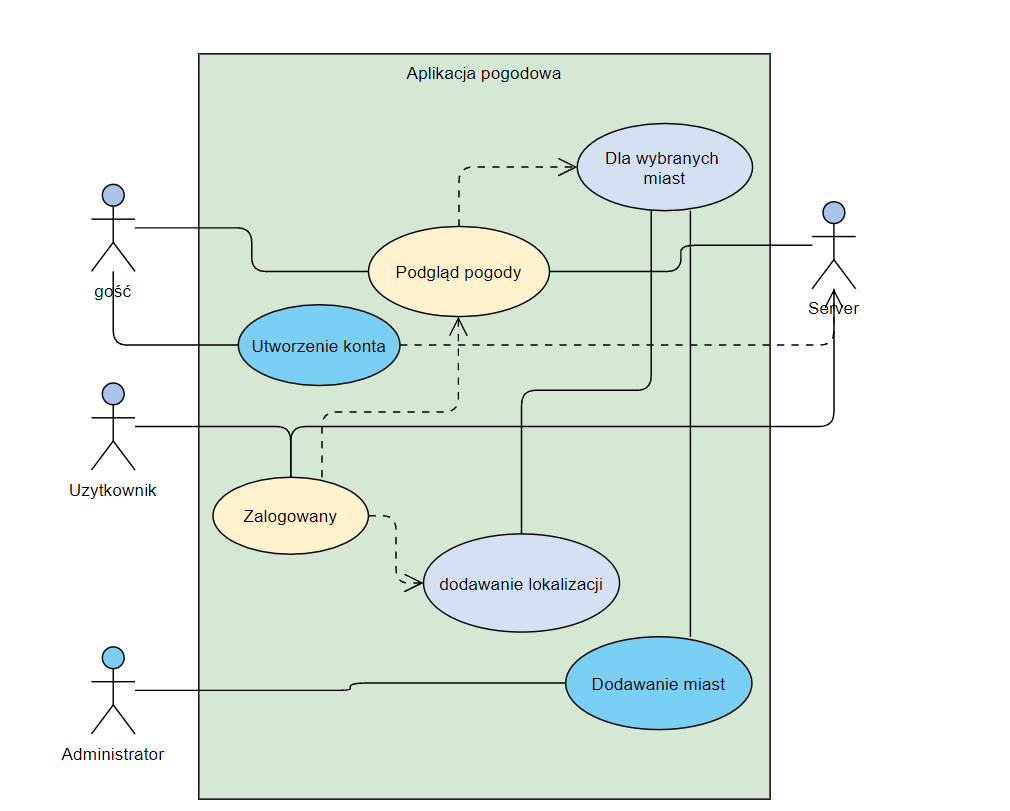 Aplikacja pogodowa
Dla wybranych
miast
Podgląd pogody
gość
Server
Utworzenie konta
Uzytkownik
Zalogowany
dodawanie lokalizacji
Dodawanie miast
Administrator